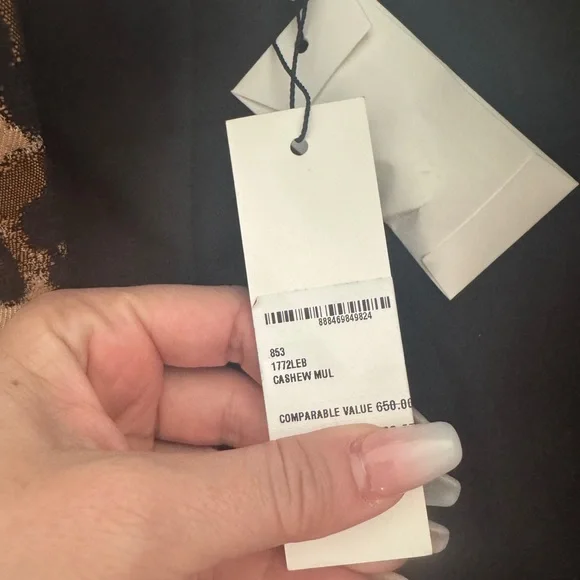 888469849824
853
1772LEB
CASHEW MUL
COMPARABLE VALUE 650.00